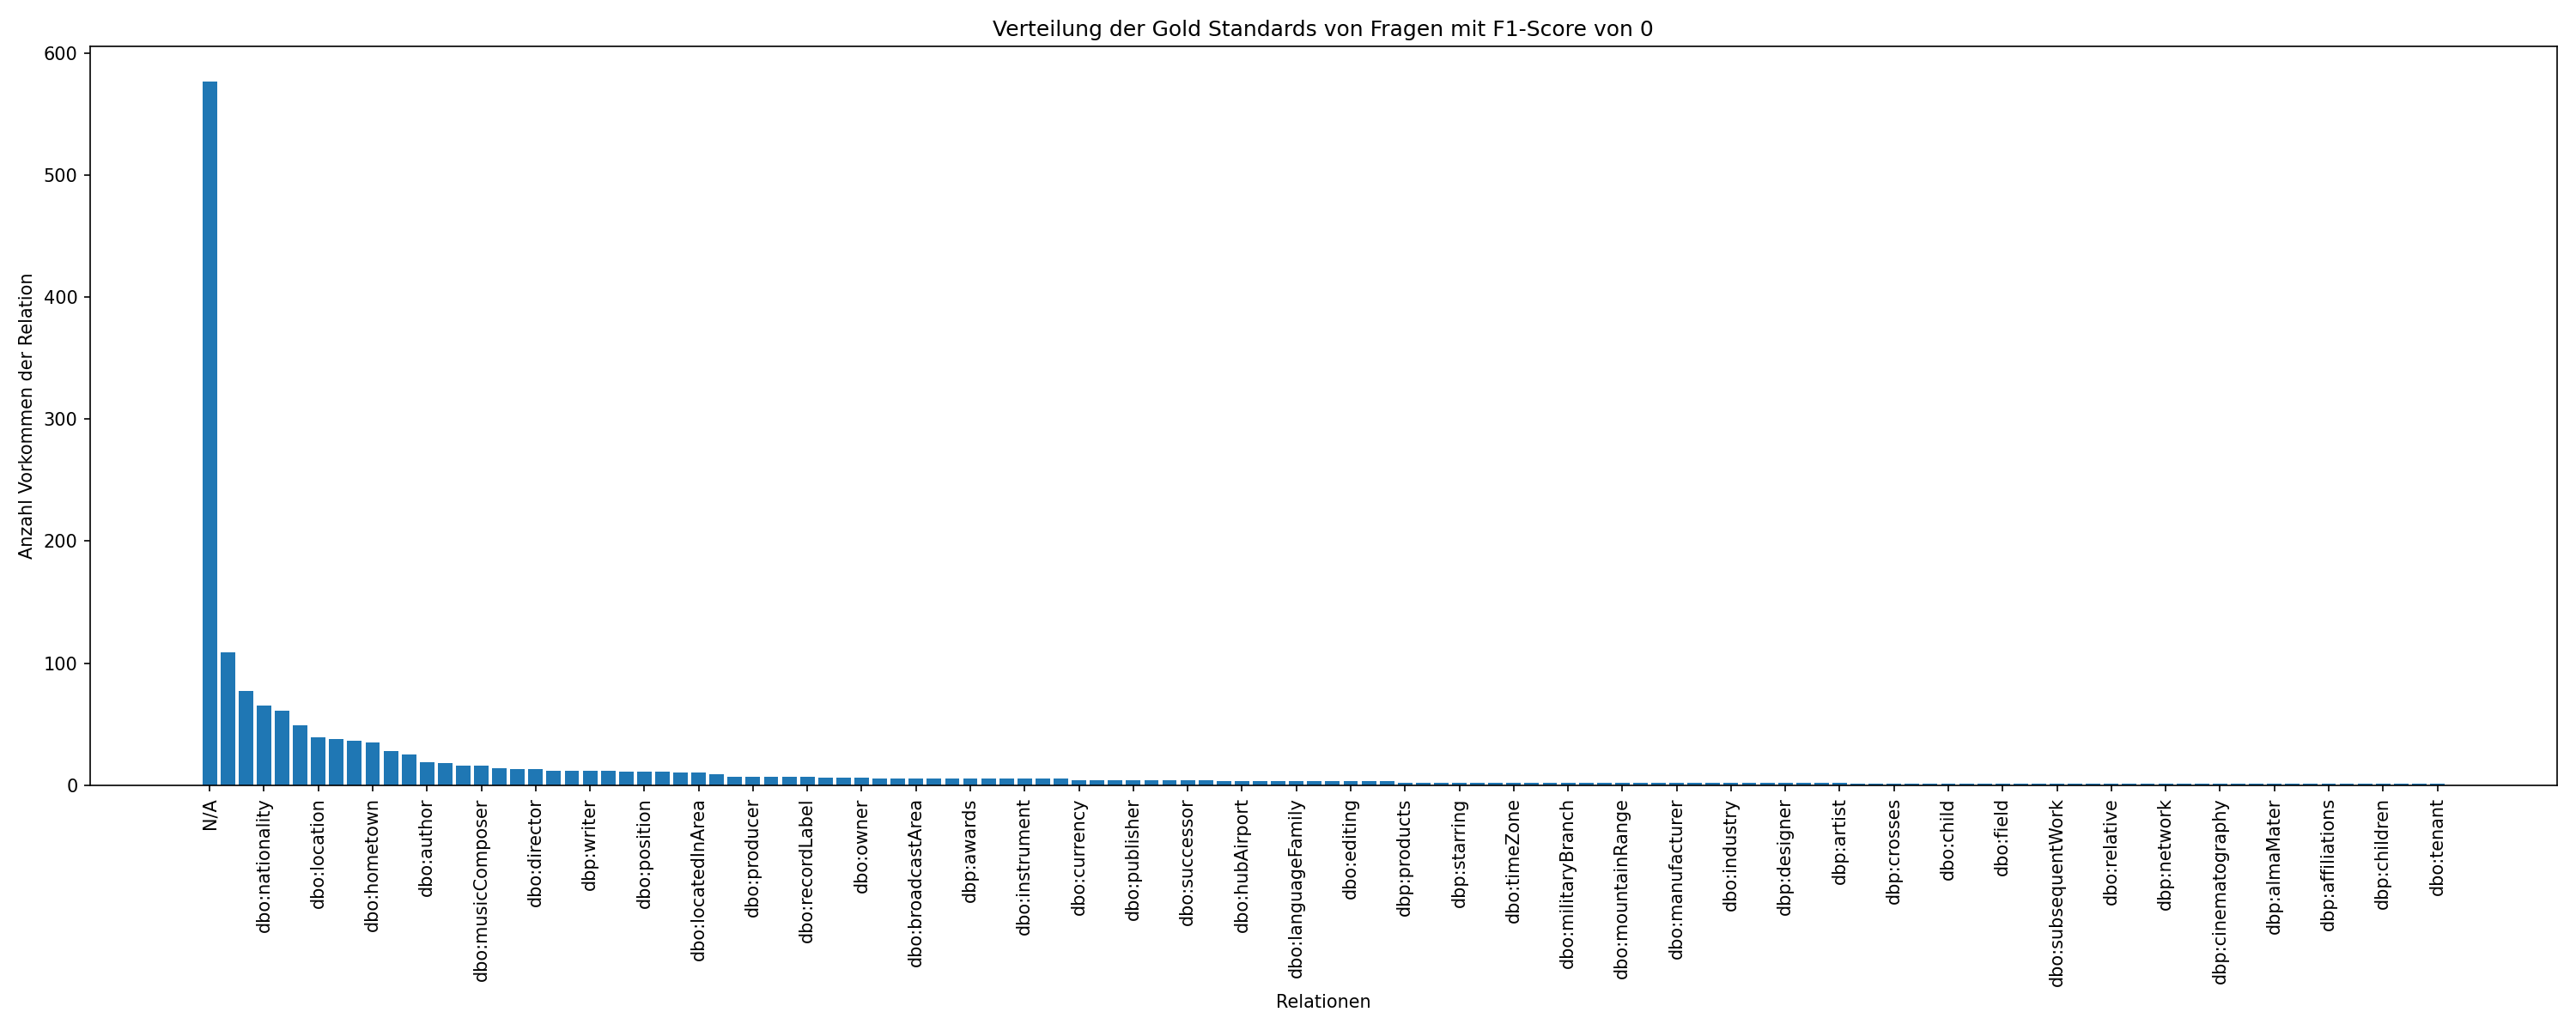 Verteilung der Gold Standards von Fragen mit F1-Score von 0
Anzahl Vorkommen der Relation
600
500
400
300
200
100
0
N/A
dbo:nationality
dbo:location
dbo:hometown
dbo:author
dbo:musicComposer
dbo:director
dbp:writer
dbo:position
dbo:locatedInArea
dbo:producer
dbo:recordLabel
dbo:owner
dbo:broadcastArea
dbp:awards
dbo:instrument
dbo:currency
dbo:publisher
dbo:successor
dbo:hubAirport
dbo:languageFamily
dbo:editing
dbp:products
dbp:starring
dbo:timeZone
dbo:militaryBranch
dbo:mountainRange
dbo:manufacturer
dbo:industry
dbp:designer
dbp:artist
dbp:crosses
dbo:child
dbo:field
dbo:subsequentWork
dbo:relative
dbp:network
dbp:cinematography
dbp:almaMater
dbp:affiliations
dbp:children
dbo:tenant
Relationen